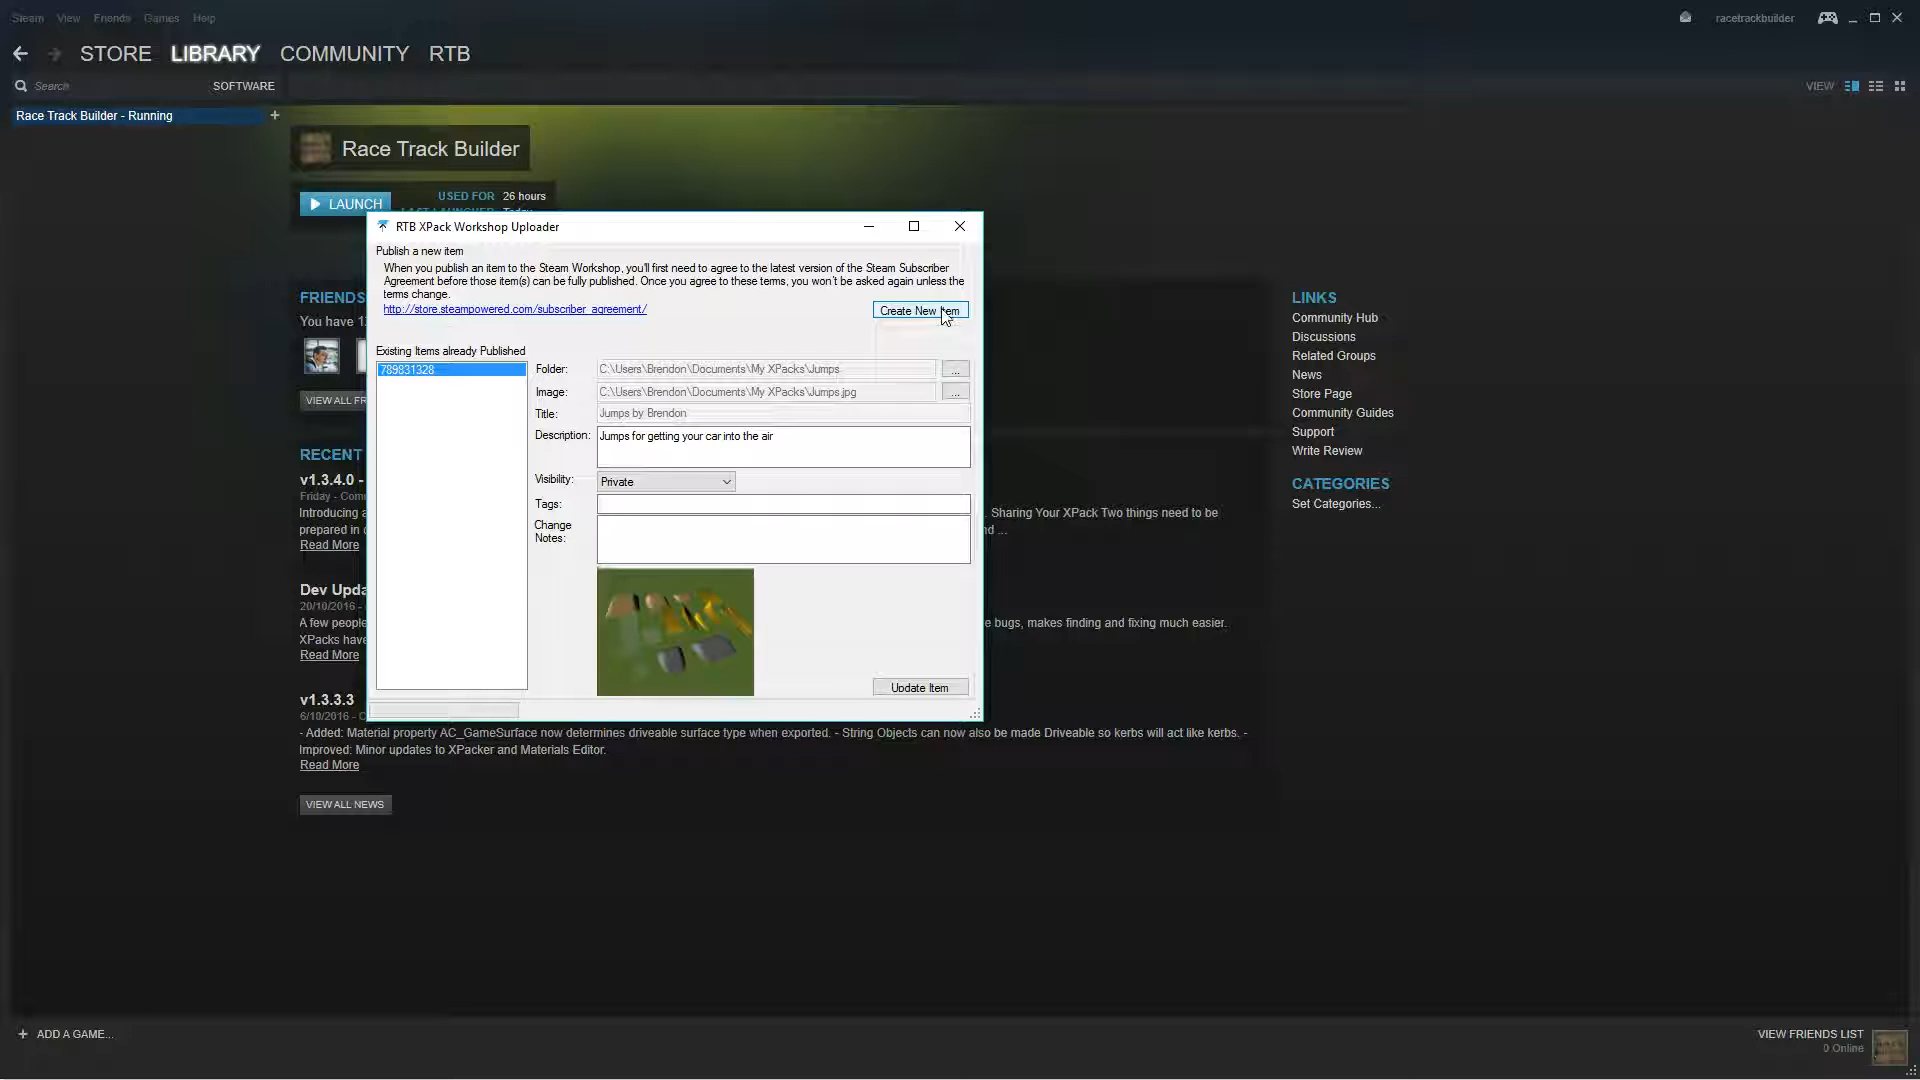 Steam View Friends Games Help
racetrackbuilder
STORE LIBRARY COMMUNITY RTB
Search
SOFTWARE
VIEW
Race Track Builder - Running
+
Race Track Builder
LAUNCH
USED FOR 26 hours
RTB XPack Workshop Uploader
Publish a new item
When you publish an item to the Steam Workshop, you'll first need to agree to the latest version of the Steam Subscriber
Agreement before those item(s) can be fully published. Once you agree to these terms, you won't be asked again unless the
terms change.
http://store.steampowered.com/subscriber_agreement/
Create New Item
Existing Items already Published
789831328
Folder: C:\Users\Brendon\Documents\My XPacks\Jumps ...
Image: C:\Users\Brendon\Documents\My XPacks\Jumps.jpg ...
Title: Jumps by Brendon
Description: Jumps for getting your car into the air
Visibility: Private
Tags:
Change
Notes:
Update Item
FRIENDS
You have 1
VIEW ALL FR
RECENT
v1.3.4.0 -
Friday - Com
Introducing a
. Sharing Your XPack Two things need to be
prepared in
nd ...
Read More
Dev Upda
20/10/2016 -
A few people
e bugs, makes finding and fixing much easier.
XPacks have
Read More
v1.3.3.3
6/10/2016 - C
- Added: Material property AC_GameSurface now determines driveable surface type when exported. - String Objects can now also be made Driveable so kerbs will act like kerbs. -
Improved: Minor updates to XPacker and Materials Editor.
Read More
VIEW ALL NEWS
LINKS
Community Hub
Discussions
Related Groups
News
Store Page
Community Guides
Support
Write Review
CATEGORIES
Set Categories...
+ ADD A GAME...
VIEW FRIENDS LIST
0 Online